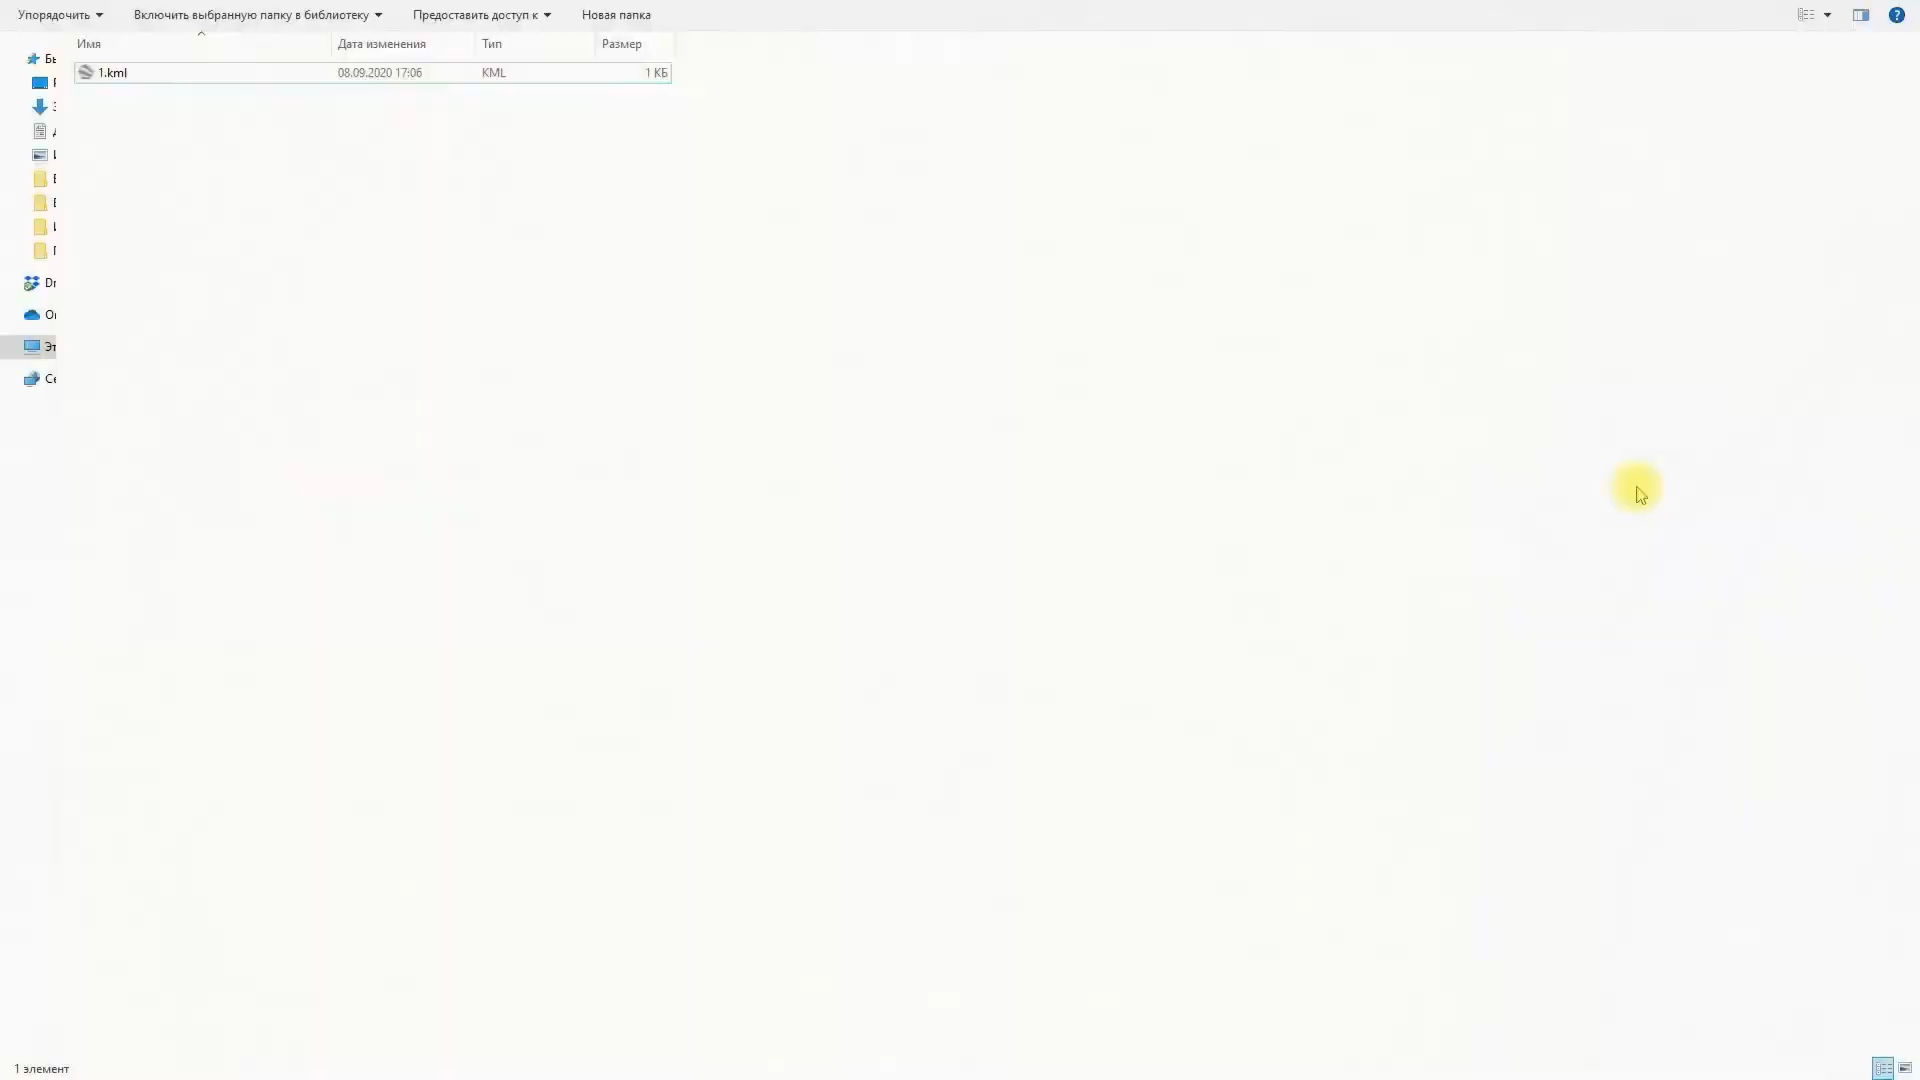 Упорядочить Включить выбранную папку в библиотеку Предоставить доступ к Новая папка
Имя Дата изменения Тип Размер
1.kml 08.09.2020 17:06 KML 1 КБ
1 элемент